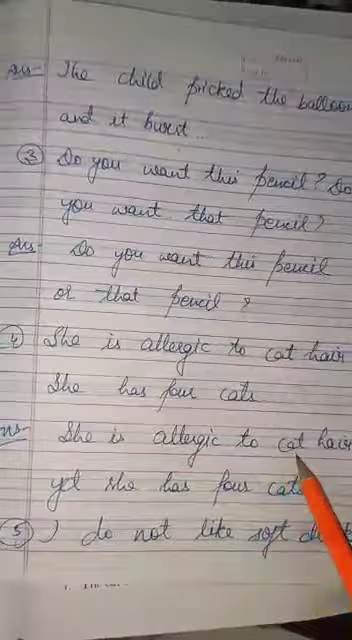 Ans- The child pricked the balloon
and it burst..
③ Do you want this pencil? Do
you want that pencil?
Ans- Do you want this pencil
or that pencil?
④ She is allergic to cat hair
She has four cats
Ans- She is allergic to cat hair
yet she has four cats
⑤ I do not like soft